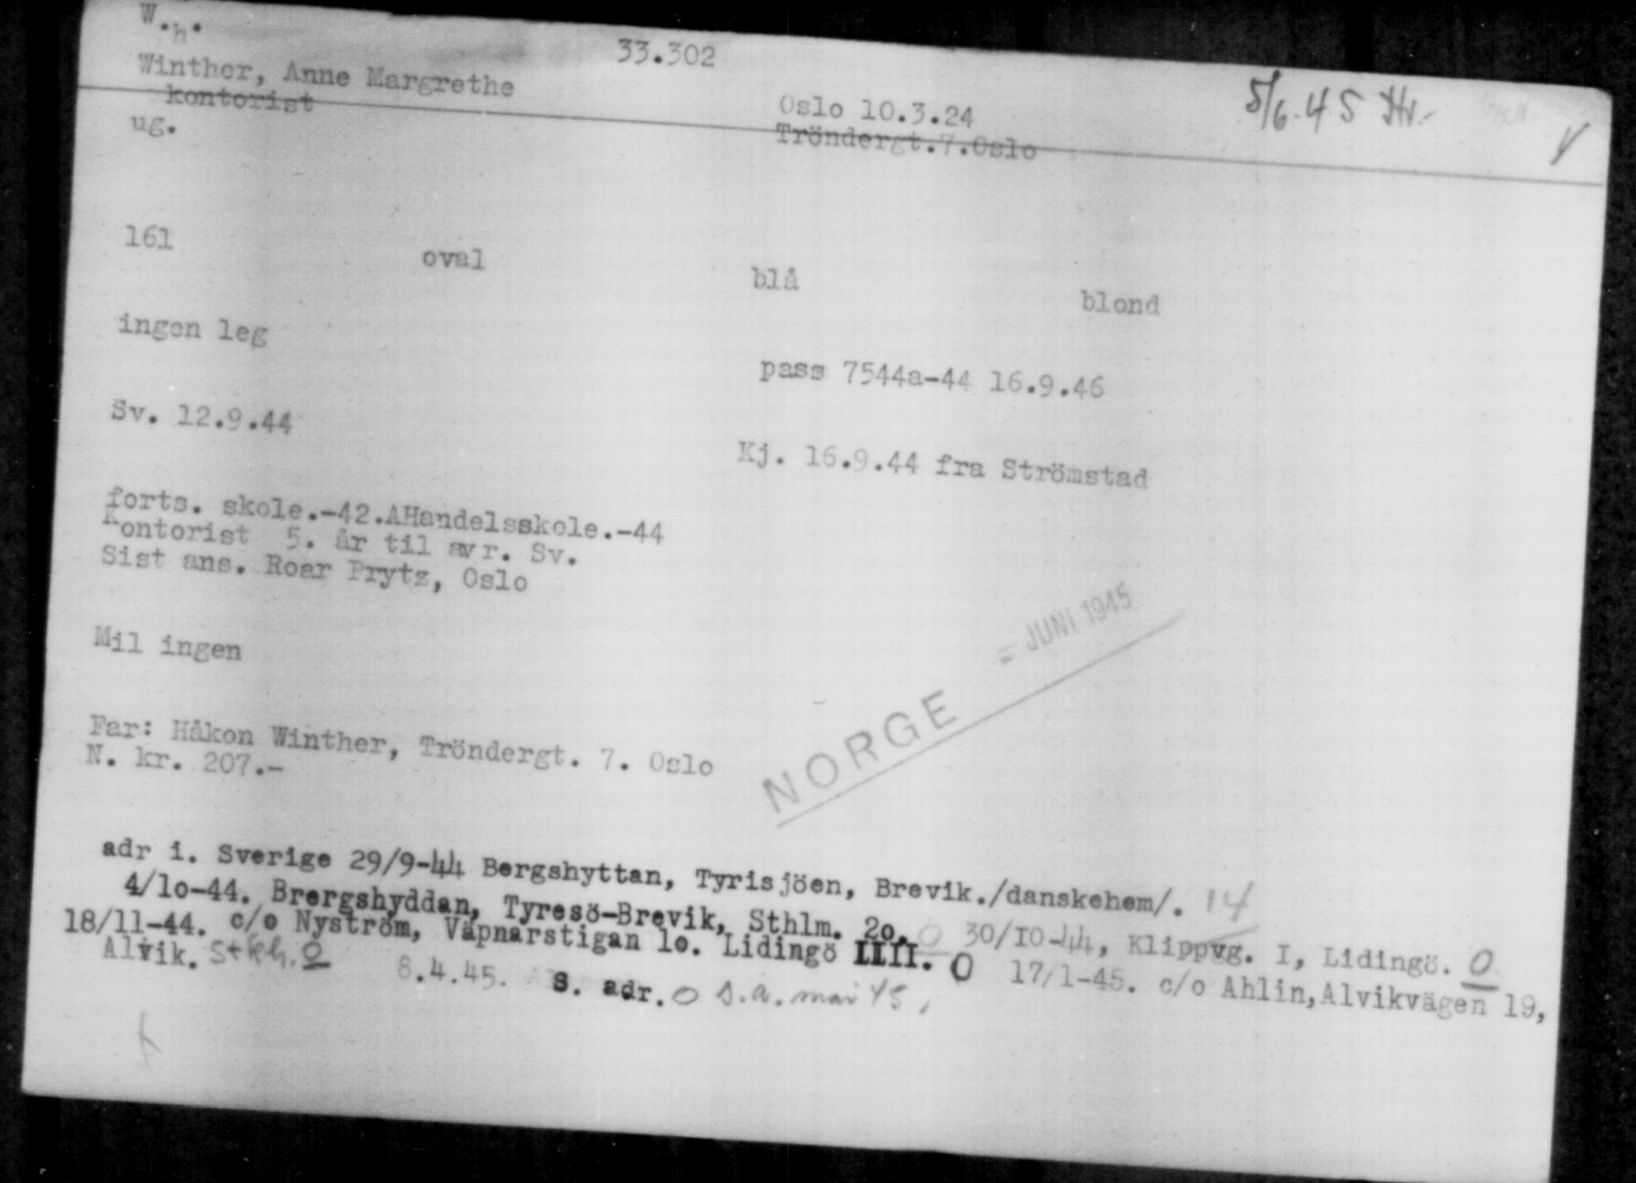 W.h.
33.302
Winther, Anne Margrethe
kontorist
ug.
Oslo 10.3.24
Tröndergt.7.Oslo
5/6.45
161
oval
blå
blond
ingen leg
pass 7544a-44 16.9.46
Sv. 12.9.44
Kj. 16.9.44 fra Strömstad
forts. skole.-42.AHandelsskole.-44
Kontorist 5. år til avr. Sv.
Sist ans. Roar Prytz, Oslo
Mil ingen
= JUNI 1945
NORGE
Far: Håkon Winther, Tröndergt. 7. Oslo
N. kr. 207.-
adr i. Sverige 29/9-44 Bergshyttan, Tyrisjöen, Brevik./danskehem/. 14
4/10-44. Brergshyddan, Tyresö-Brevik, Sthlm. 20. O 30/10-44, Klippvg. I, Lidingö. O
18/11-44. c/o Nyström, Väpnarstigan 10. Lidingö IIII. O 17/1-45. c/o Ahlin,Alvikvägen 19,
Alvik. Stkh. O 8.4.45. S. adr. O s.a. mai 45.